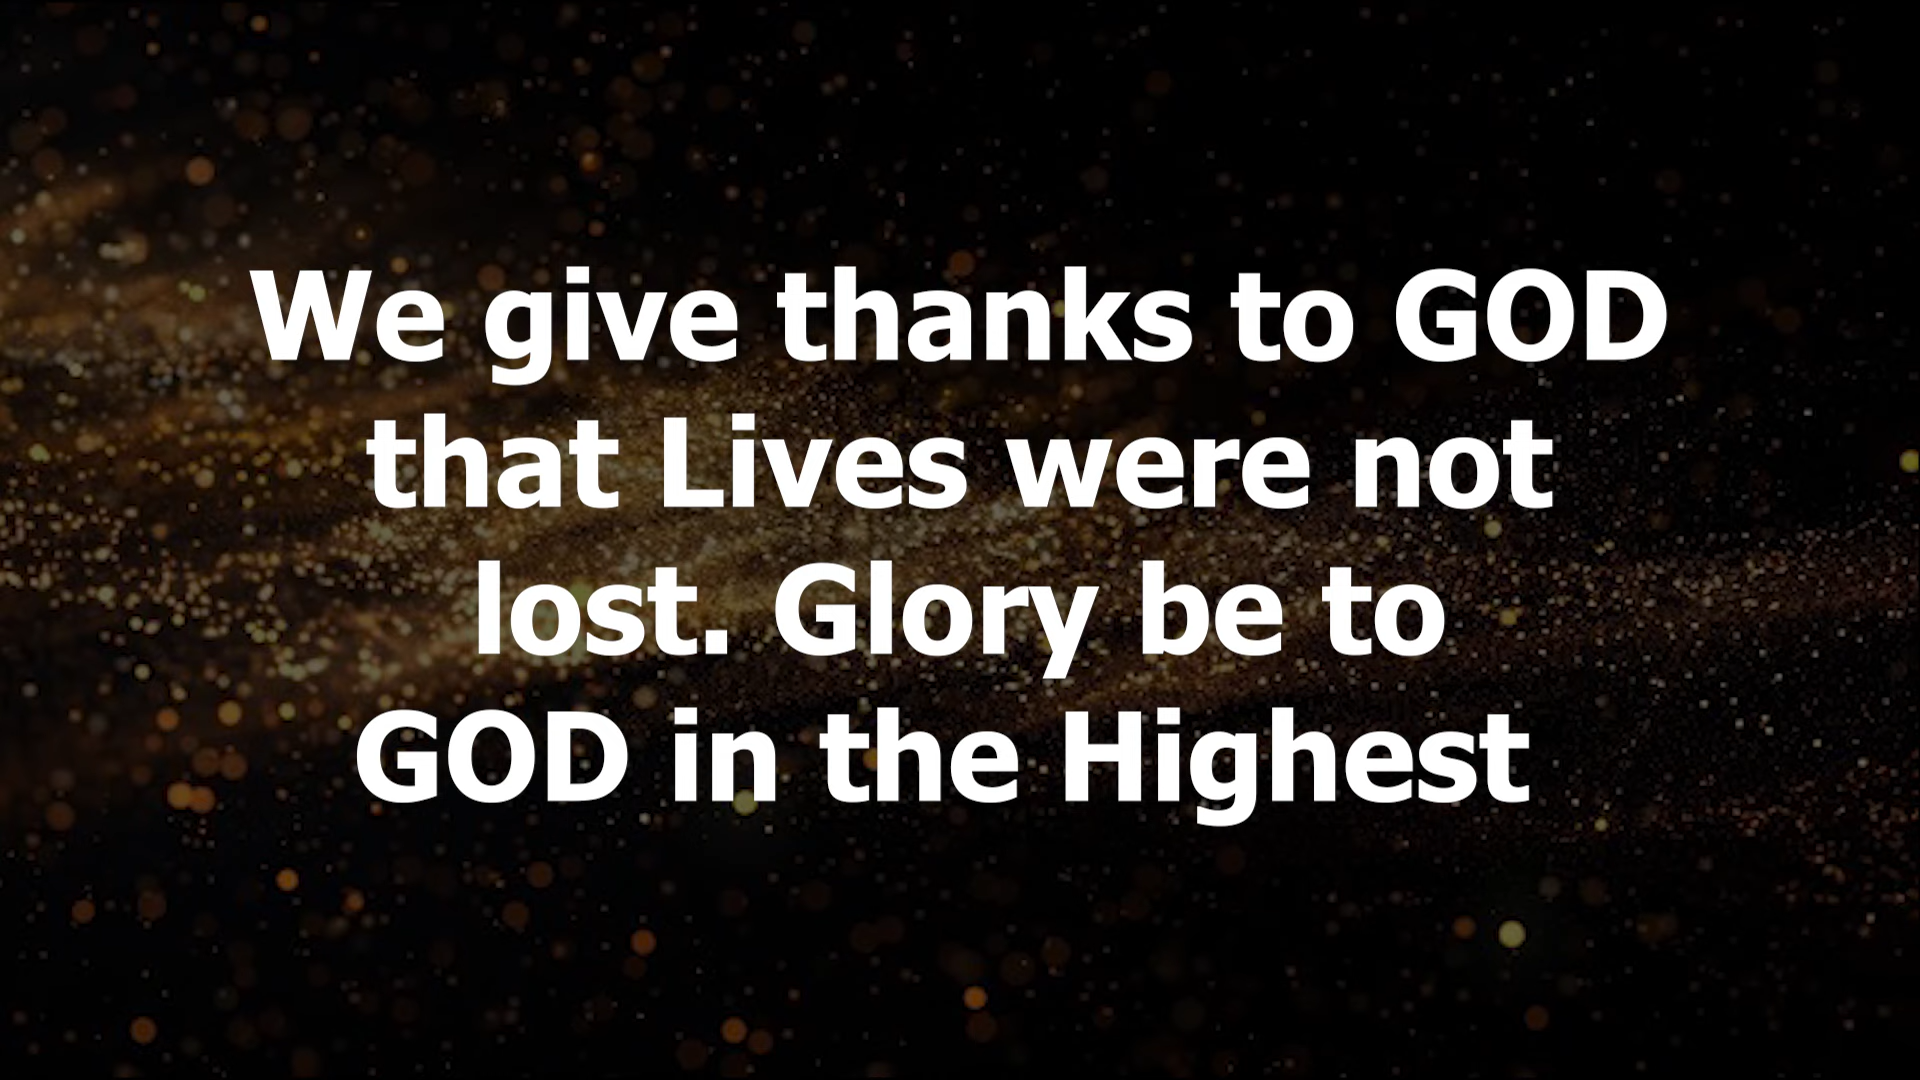 We give thanks to GOD
that Lives were not
lost. Glory be to
GOD in the Highest